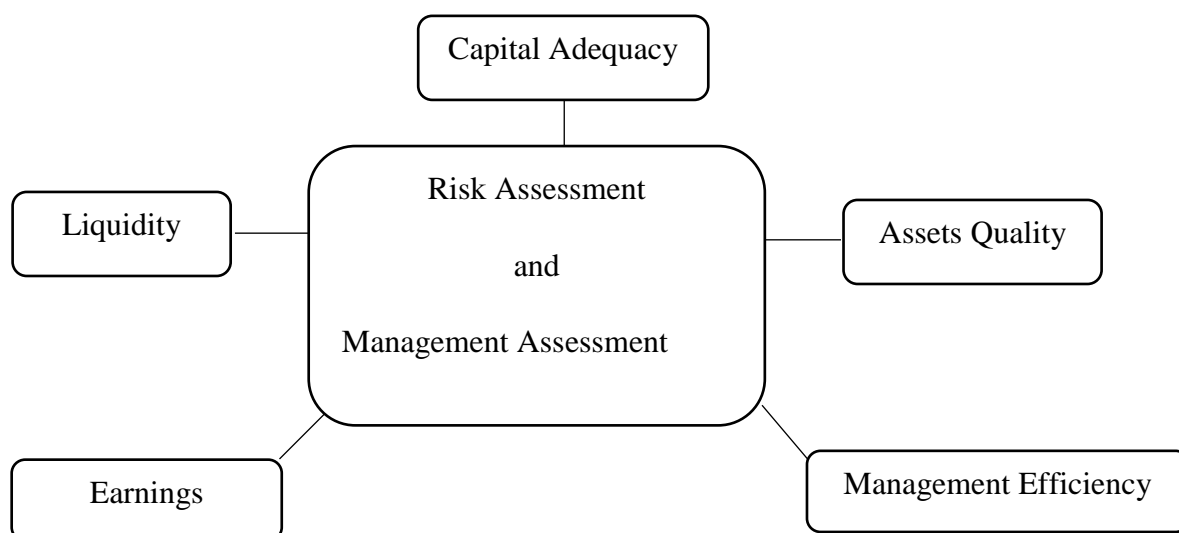 Capital Adequacy
Risk Assessment
and
Management Assessment
Liquidity
Assets Quality
Earnings
Management Efficiency